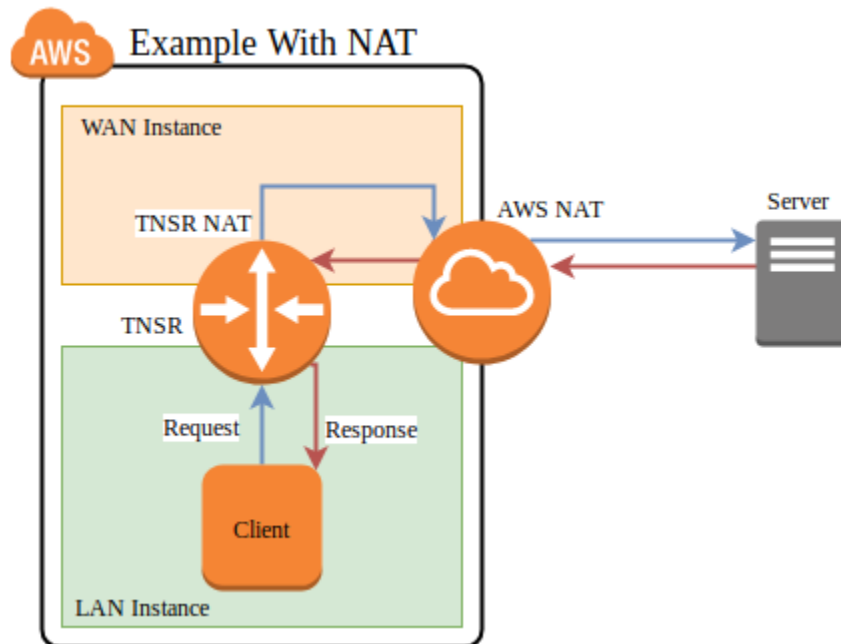 AWS
Example With NAT
WAN Instance
TNSR NAT
AWS NAT
Server
TNSR
Request
Response
Client
LAN Instance